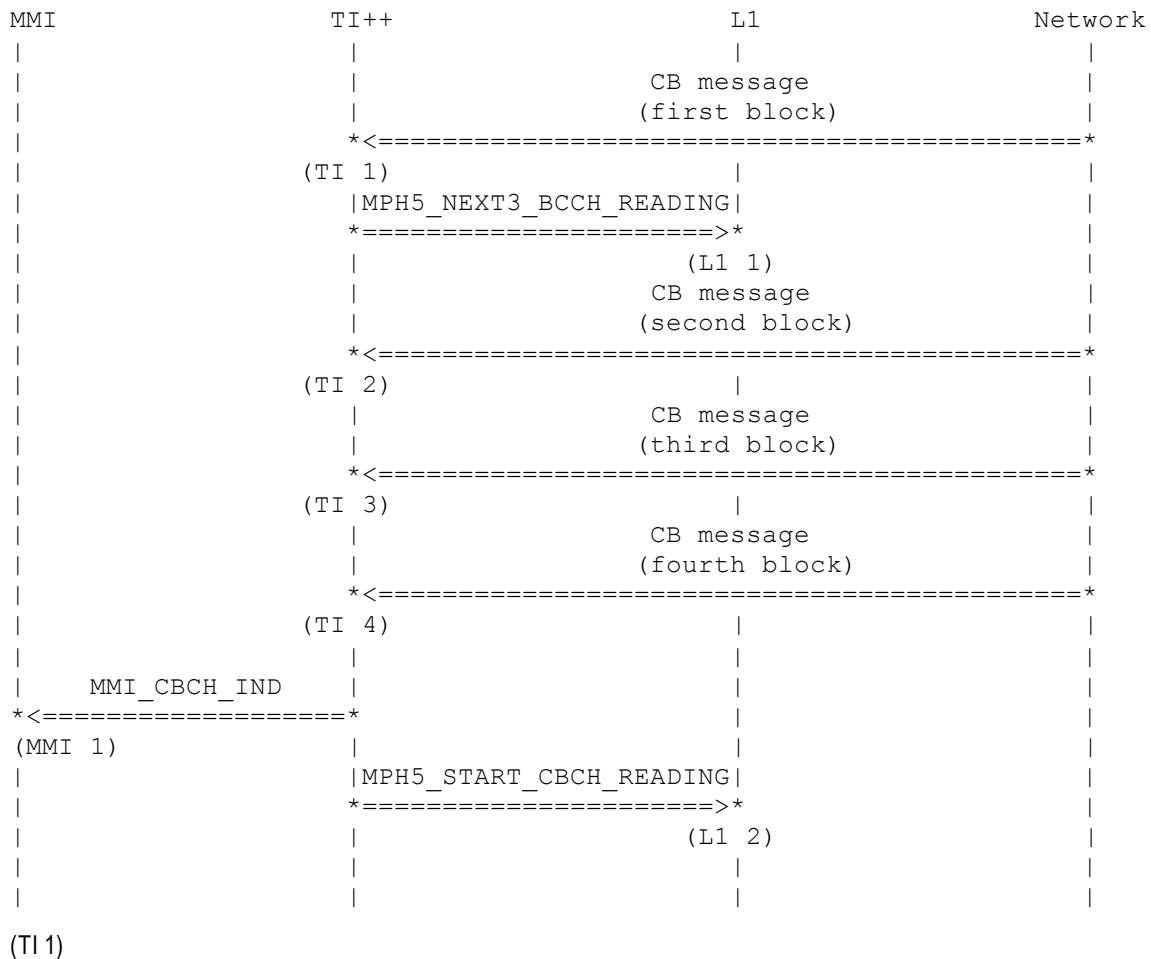 MMI TI++ L1 Network
| | | |
| | CB message |
| | (first block) |
| *<============================================*
| (TI 1) | |
| |MPH5_NEXT3_BCCH_READING| |
| *======================>* |
| | (L1 1) |
| | CB message |
| | (second block) |
| *<============================================*
| (TI 2) | |
| | CB message |
| | (third block) |
| *<============================================*
| (TI 3) | |
| | CB message |
| | (fourth block) |
| *<============================================*
| (TI 4) | |
| | | |
| MMI_CBCH_IND | | |
*<===================* | |
(MMI 1) | | |
| |MPH5_START_CBCH_READING| |
| *======================>* |
| | (L1 2) |
| | | |
| | | |
(TI 1)